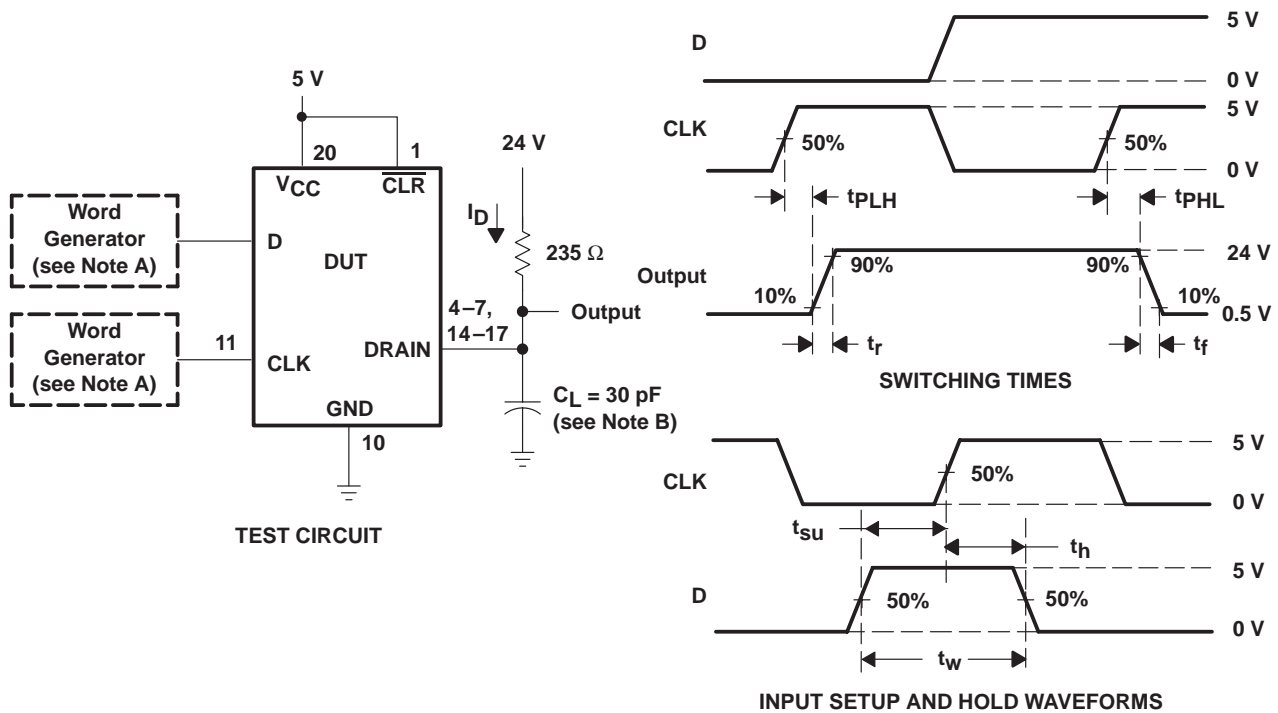 5 V
20
1
VCC
CLR
24 V
Word
Generator
(see Note A)
D
DUT
ID
235 Ω
4–7,
14–17
Output
Word
Generator
(see Note A)
11
CLK
DRAIN
GND
10
CL = 30 pF
(see Note B)
TEST CIRCUIT
D
5 V
0 V
CLK
50%
50%
5 V
0 V
tPLH
tPHL
Output
10%
90%
90%
10%
24 V
0.5 V
tr
tf
SWITCHING TIMES
CLK
50%
5 V
0 V
tsu
th
D
50%
50%
5 V
0 V
tw
INPUT SETUP AND HOLD WAVEFORMS